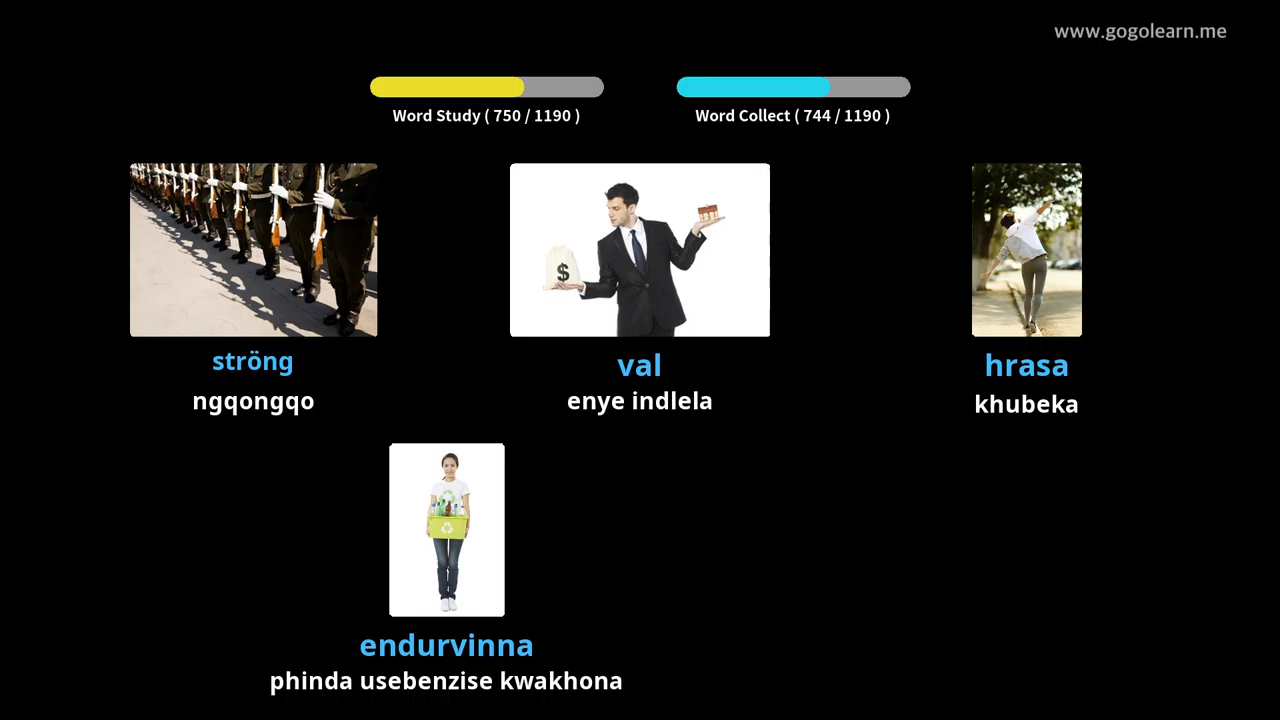 www.gogolearn.me
Word Study ( 750 / 1190 )
Word Collect ( 744 / 1190 )
$
ströng
val
hrasa
ngqongqo
enye indlela
khubeka
endurvinna
phinda usebenzise kwakhona